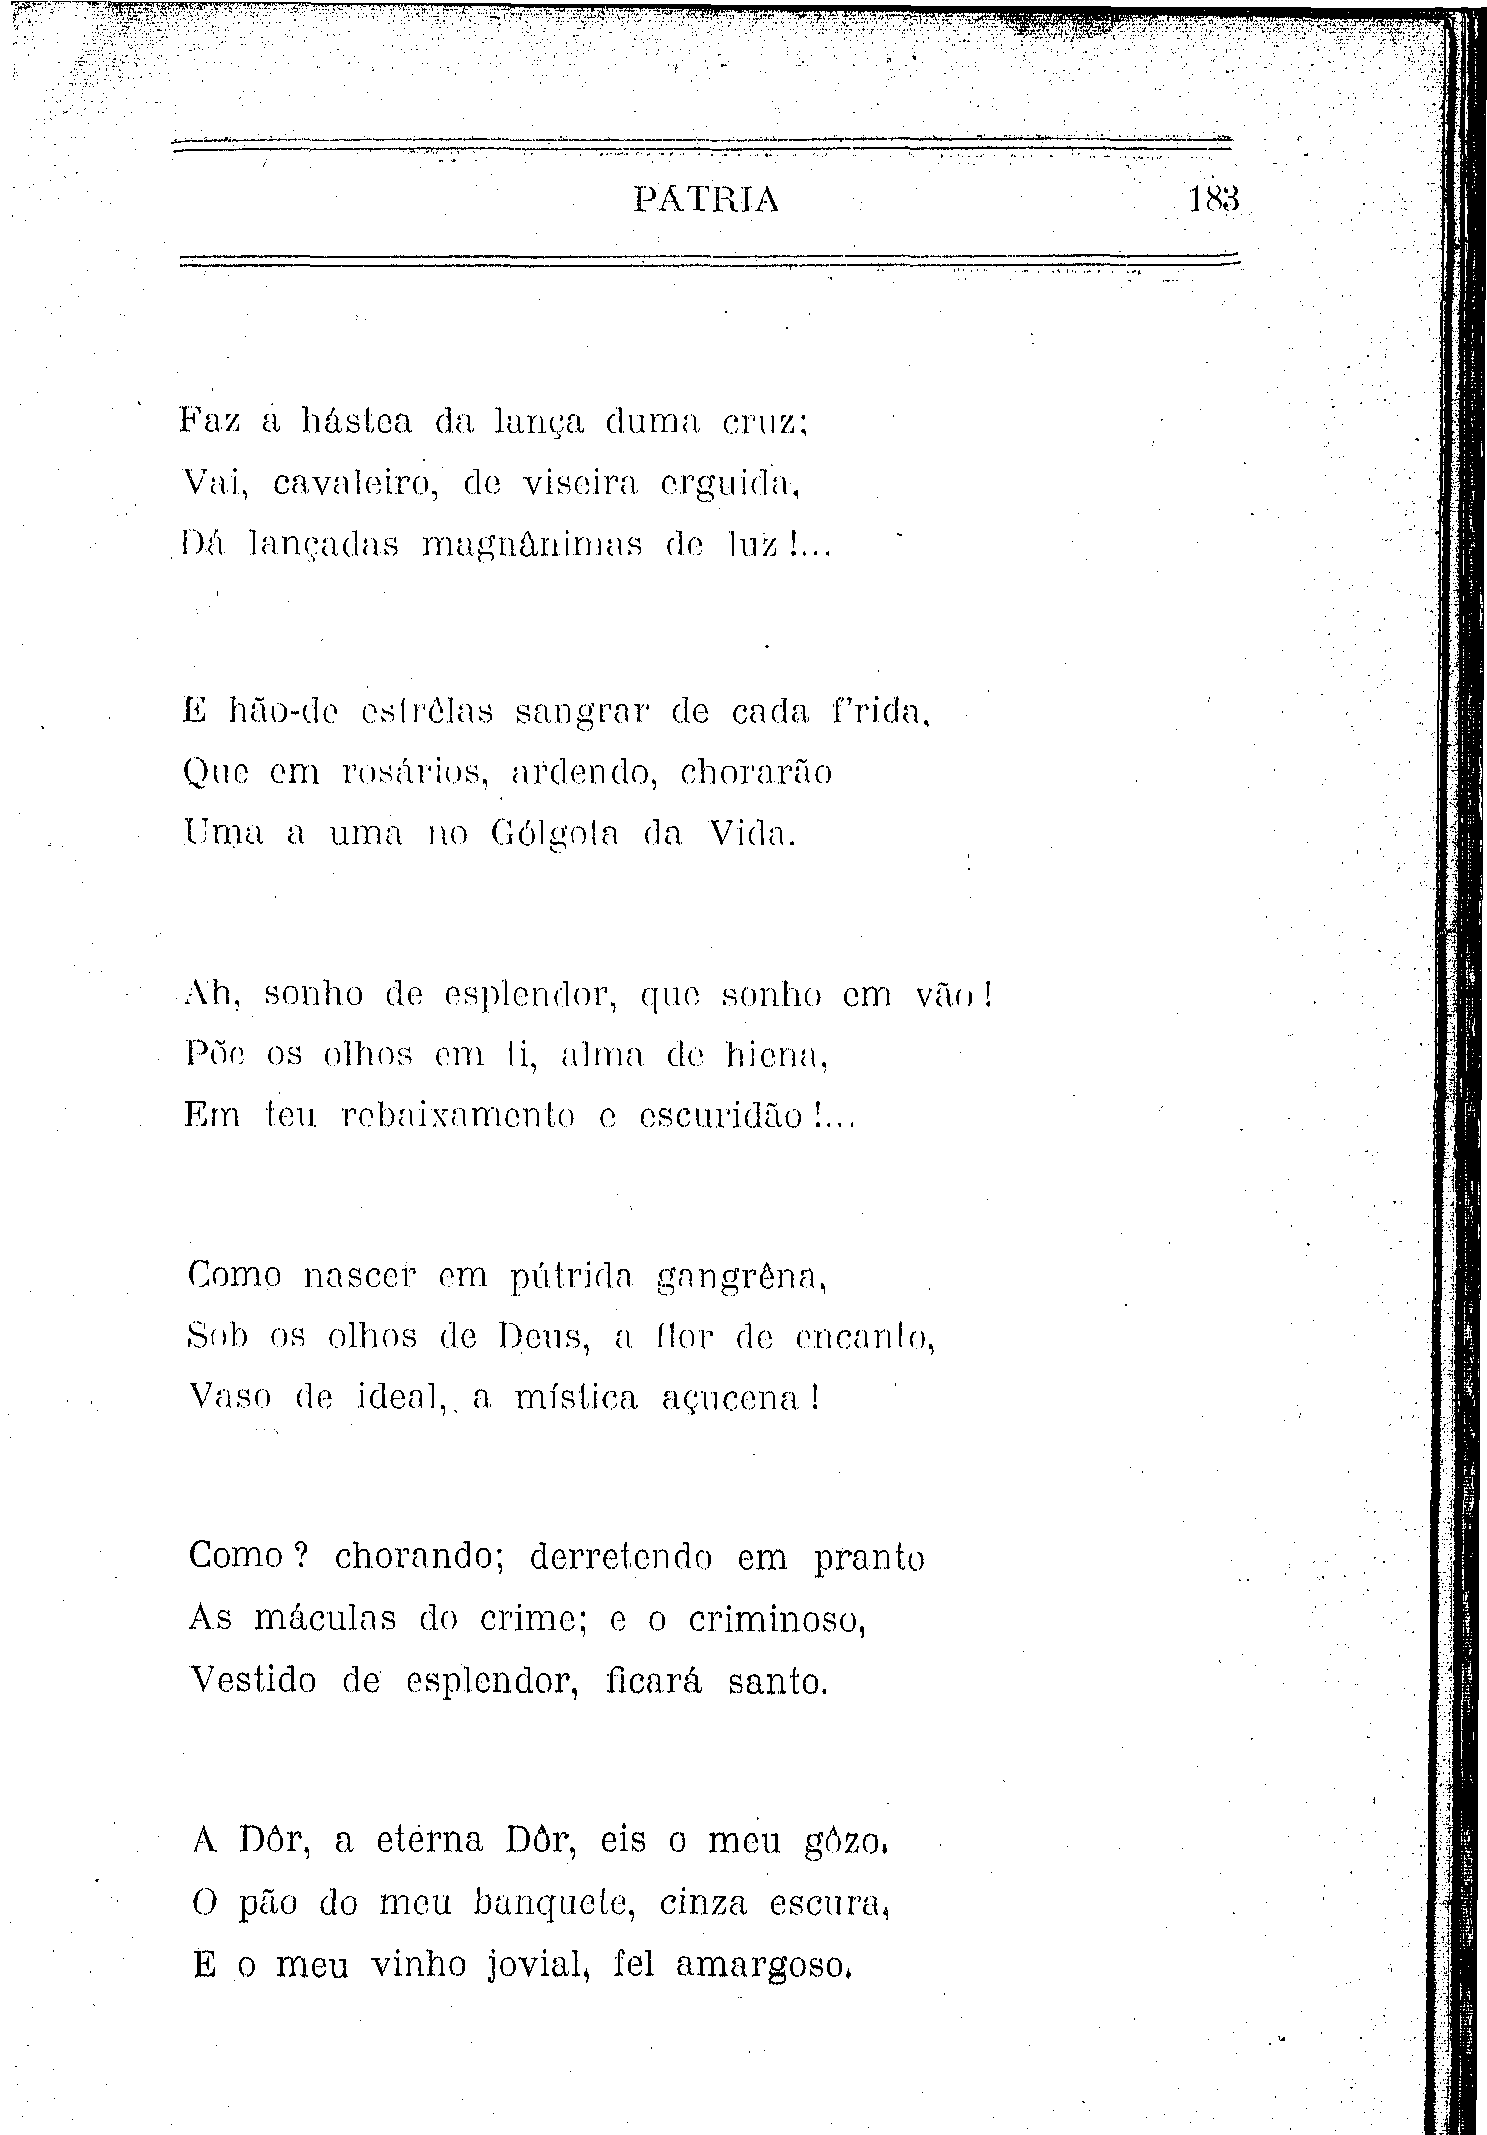 PÁTRIA 183
Faz a hástea da lança duma cruz;
Vai, cavaleiro, de viseira erguida,
Dá lançadas magnânimas de luz !...
E hão-de estrêlas sangrar de cada f'rida,
Que em rosários, ardendo, chorarão
Uma a uma no Gólgota da Vida.
Ah, sonho de esplendor, que sonho em vão !
Põe os olhos em ti, alma de hiena,
Em teu rebaixamento e escuridão !...
Como nascer em pútrida gangrêna,
Sob os olhos de Deus, a flor de encanto,
Vaso de ideal, a mística açucena !
Como ? chorando; derretendo em pranto
As máculas do crime; e o criminoso,
Vestido de esplendor, ficará santo.
A Dôr, a eterna Dôr, eis o meu gôzo,
O pão do meu banquete, cinza escura,
E o meu vinho jovial, fel amargoso.